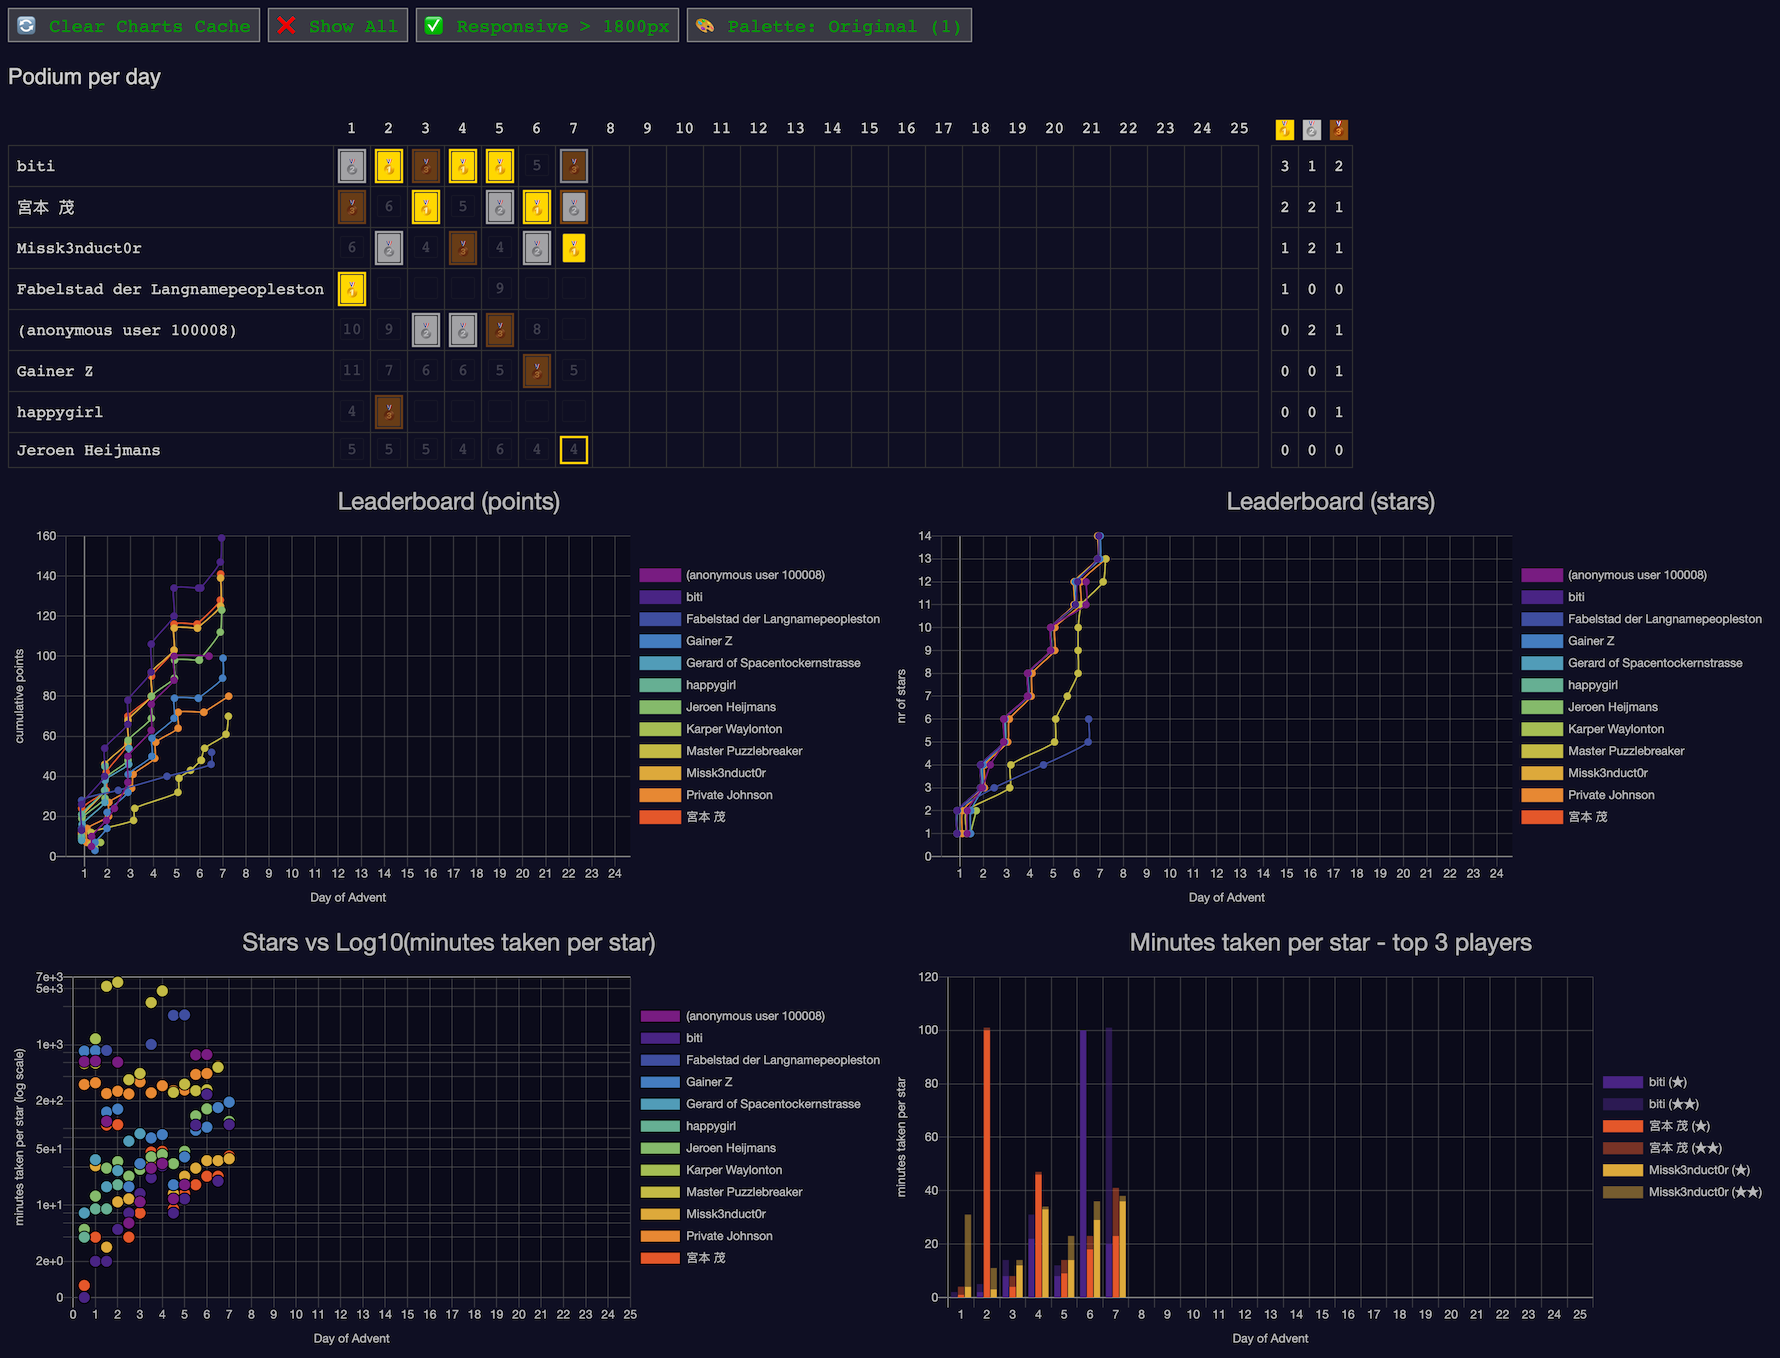 Clear Charts Cache Show All Responsive > 1800px Palette: Original (1)
Podium per day
1 2 3 4 5 6 7 8 9 10 11 12 13 14 15 16 17 18 19 20 21 22 23 24 25 1 2 3
biti 2 1 3 1 1 5 3 3 1 2
宮本 茂 3 6 1 5 2 1 2 2 2 1
Missk3nduct0r 6 2 4 3 4 2 1 1 2 1
Fabelstad der Langnamepeopleston 1 9 1 0 0
(anonymous user 100008) 10 9 2 2 3 8 0 2 1
Gainer Z 11 7 6 6 5 3 5 0 0 1
happygirl 4 3 0 0 1
Jeroen Heijmans 5 5 5 4 6 4 4 0 0 0
Leaderboard (points)
160
140
120
100
80
60
40
20
0
cumulative points
1 2 3 4 5 6 7 8 9 10 11 12 13 14 15 16 17 18 19 20 21 22 23 24
Day of Advent
(anonymous user 100008)
biti
Fabelstad der Langnamepeopleston
Gainer Z
Gerard of Spacentockernstrasse
happygirl
Jeroen Heijmans
Karper Waylonton
Master Puzzlebreaker
Missk3nduct0r
Private Johnson
宮本 茂
Leaderboard (stars)
14
13
12
11
10
9
8
7
6
5
4
3
2
1
0
nr of stars
1 2 3 4 5 6 7 8 9 10 11 12 13 14 15 16 17 18 19 20 21 22 23 24
Day of Advent
(anonymous user 100008)
biti
Fabelstad der Langnamepeopleston
Gainer Z
Gerard of Spacentockernstrasse
happygirl
Jeroen Heijmans
Karper Waylonton
Master Puzzlebreaker
Missk3nduct0r
Private Johnson
宮本 茂
Stars vs Log10(minutes taken per star)
7e+3
5e+3
1e+3
2e+2
5e+1
1e+1
2e+0
0
minutes taken per star (log scale)
0 1 2 3 4 5 6 7 8 9 10 11 12 13 14 15 16 17 18 19 20 21 22 23 24 25
Day of Advent
(anonymous user 100008)
biti
Fabelstad der Langnamepeopleston
Gainer Z
Gerard of Spacentockernstrasse
happygirl
Jeroen Heijmans
Karper Waylonton
Master Puzzlebreaker
Missk3nduct0r
Private Johnson
宮本 茂
Minutes taken per star - top 3 players
120
100
80
60
40
20
0
minutes taken per star
1 2 3 4 5 6 7 8 9 10 11 12 13 14 15 16 17 18 19 20 21 22 23 24 25
Day of Advent
biti (★)
biti (★★)
宮本 茂 (★)
宮本 茂 (★★)
Missk3nduct0r (★)
Missk3nduct0r (★★)